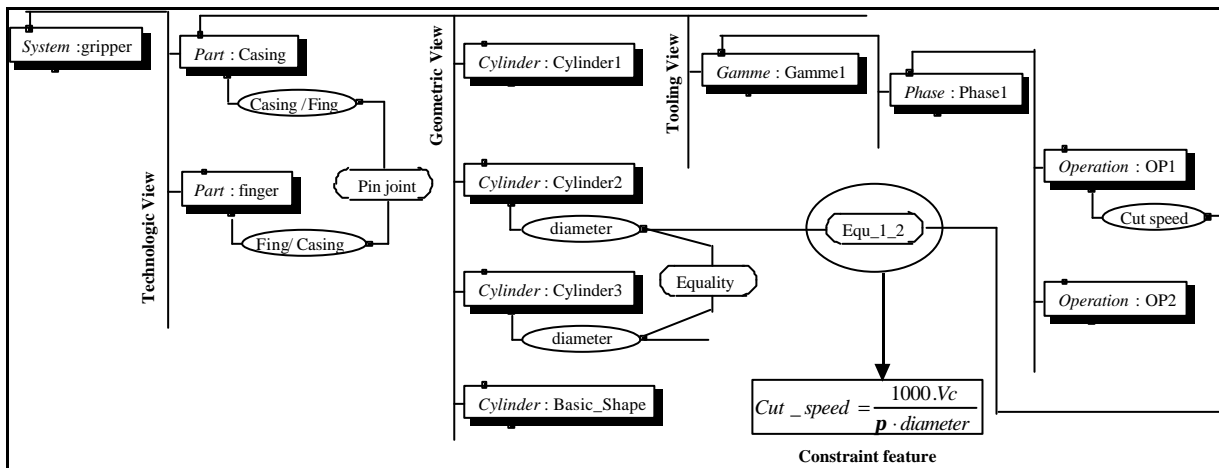 System :gripper
Technologic View
Part : Casing
Casing /Fing
Pin joint
Part : finger
Fing/ Casing
Geometric View
Cylinder : Cylinder1
Cylinder : Cylinder2
diameter
Equality
Cylinder : Cylinder3
diameter
Cylinder : Basic_Shape
Tooling View
Gamme : Gamme1
Phase : Phase1
Operation : OP1
Cut speed
Operation : OP2
Equ_1_2
Cut _ speed = 1000.Vc / p · diameter
Constraint feature